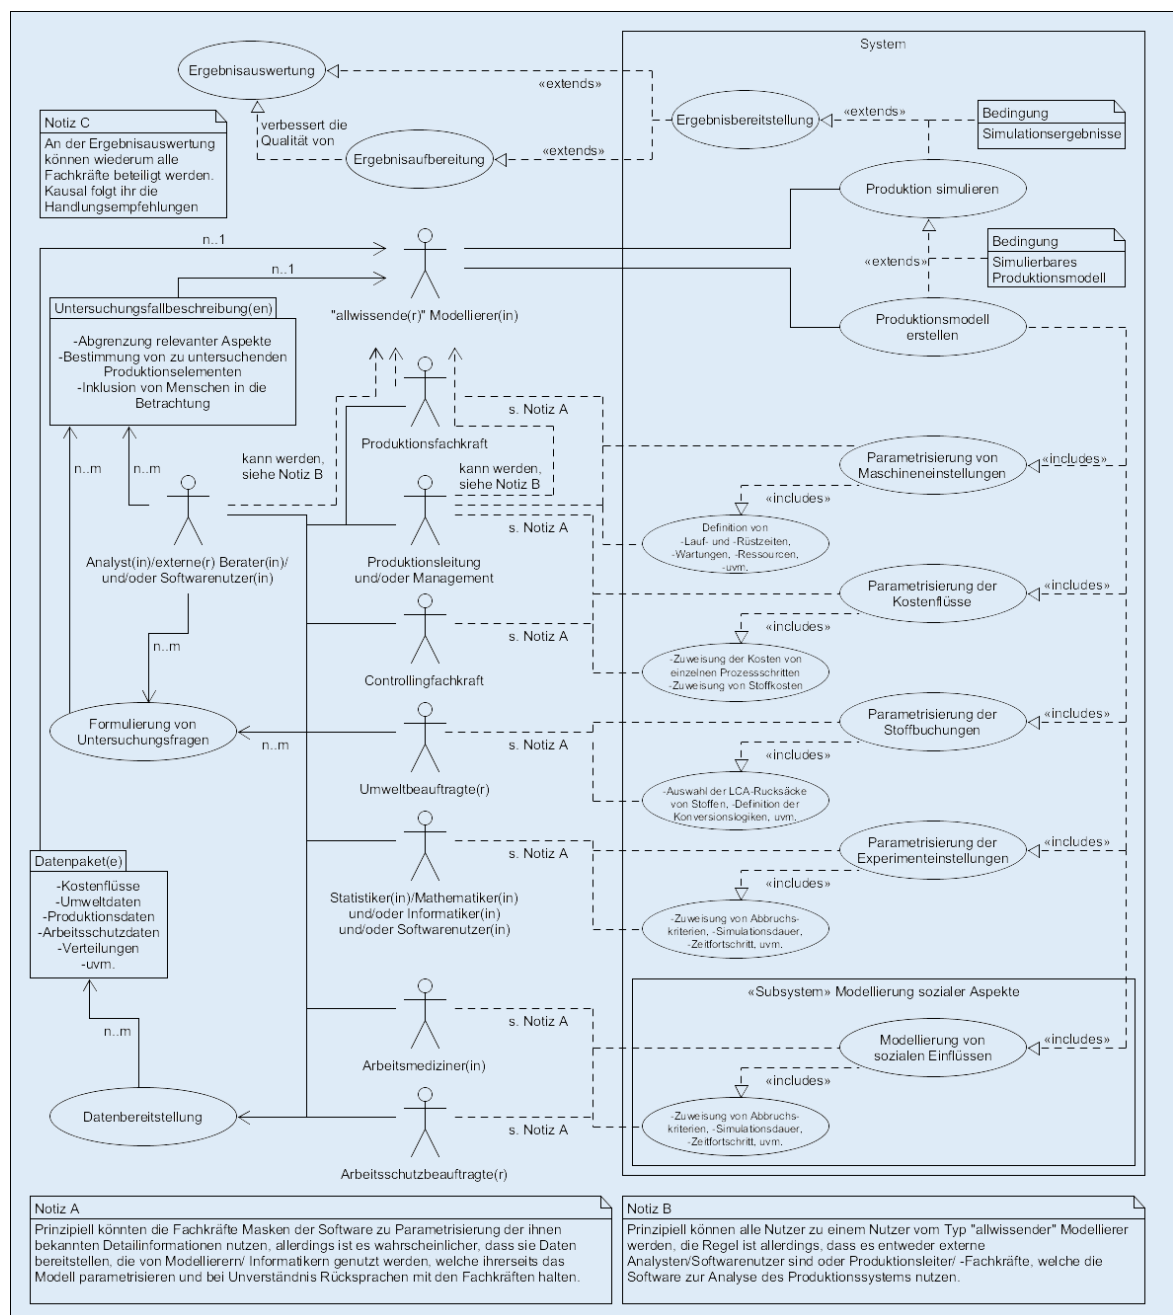 System
Ergebnisauswertung
«extends»
Ergebnisbereitstellung
«extends»
Bedingung
Simulationsergebnisse
Notiz C
An der Ergebnisauswertung
können wiederum alle
Fachkräfte beteiligt werden.
Kausal folgt ihr die
Handlungsempfehlungen
verbessert die
Qualität von
Ergebnisaufbereitung
«extends»
Produktion simulieren
n..1
Bedingung
Simulierbares
Produktionsmodell
«extends»
n..1
"allwissende(r)" Modellierer(in)
Produktionsmodell
erstellen
Untersuchungsfallbeschreibung(en)
-Abgrenzung relevanter Aspekte
-Bestimmung von zu untersuchenden
Produktionselementen
-Inklusion von Menschen in die
Betrachtung
s. Notiz A
Produktionsfachkraft
n..m
n..m
kann werden,
siehe Notiz B
kann werden,
siehe Notiz B
Parametrisierung von
Maschineneinstellungen
«includes»
«includes»
Definition von
-Lauf- und -Rüstzeiten,
-Wartungen, -Ressourcen,
-uvm.
s. Notiz A
Analyst(in)/externe(r) Berater(in)/
und/oder Softwarenutzer(in)
Produktionsleitung
und/oder Management
Parametrisierung der
Kostenflüsse
«includes»
«includes»
s. Notiz A
n..m
Controllingfachkraft
-Zuweisung der Kosten von
einzelnen Prozessschritten
-Zuweisung von Stoffkosten
Formulierung von
Untersuchungsfragen
n..m
s. Notiz A
Parametrisierung der
Stoffbuchungen
«includes»
«includes»
Umweltbeauftragte(r)
-Auswahl der LCA-Rucksäcke
von Stoffen, -Definition der
Konversionslogiken, uvm.
Datenpaket(e)
-Kostenflüsse
-Umweltdaten
-Produktionsdaten
-Arbeitsschutzdaten
-Verteilungen
-uvm.
s. Notiz A
Parametrisierung der
Experimenteinstellungen
«includes»
«includes»
Statistiker(in)/Mathematiker(in)
und/oder Informatiker(in)
und/oder Softwarenutzer(in)
-Zuweisung von Abbruchs-
kriterien, -Simulationsdauer,
-Zeitfortschritt, uvm.
«Subsystem» Modellierung sozialer Aspekte
n..m
s. Notiz A
Modellierung von
sozialen Einflüssen
«includes»
Arbeitsmediziner(in)
«includes»
Datenbereitstellung
s. Notiz A
-Zuweisung von Abbruchs-
kriterien, -Simulationsdauer,
-Zeitfortschritt, uvm.
Arbeitsschutzbeauftragte(r)
Notiz A
Prinzipiell könnten die Fachkräfte Masken der Software zu Parametrisierung der ihnen
bekannten Detailinformationen nutzen, allerdings ist es wahrscheinlicher, dass sie Daten
bereitstellen, die von Modellierern/ Informatikern genutzt werden, welche ihrerseits das
Modell parametrisieren und bei Unverständnis Rücksprachen mit den Fachkräften halten.
Notiz B
Prinzipiell können alle Nutzer zu einem Nutzer vom Typ "allwissender" Modellierer
werden, die Regel ist allerdings, dass es entweder externe
Analysten/Softwarenutzer sind oder Produktionsleiter/ -Fachkräfte, welche die
Software zur Analyse des Produktionssystems nutzen.